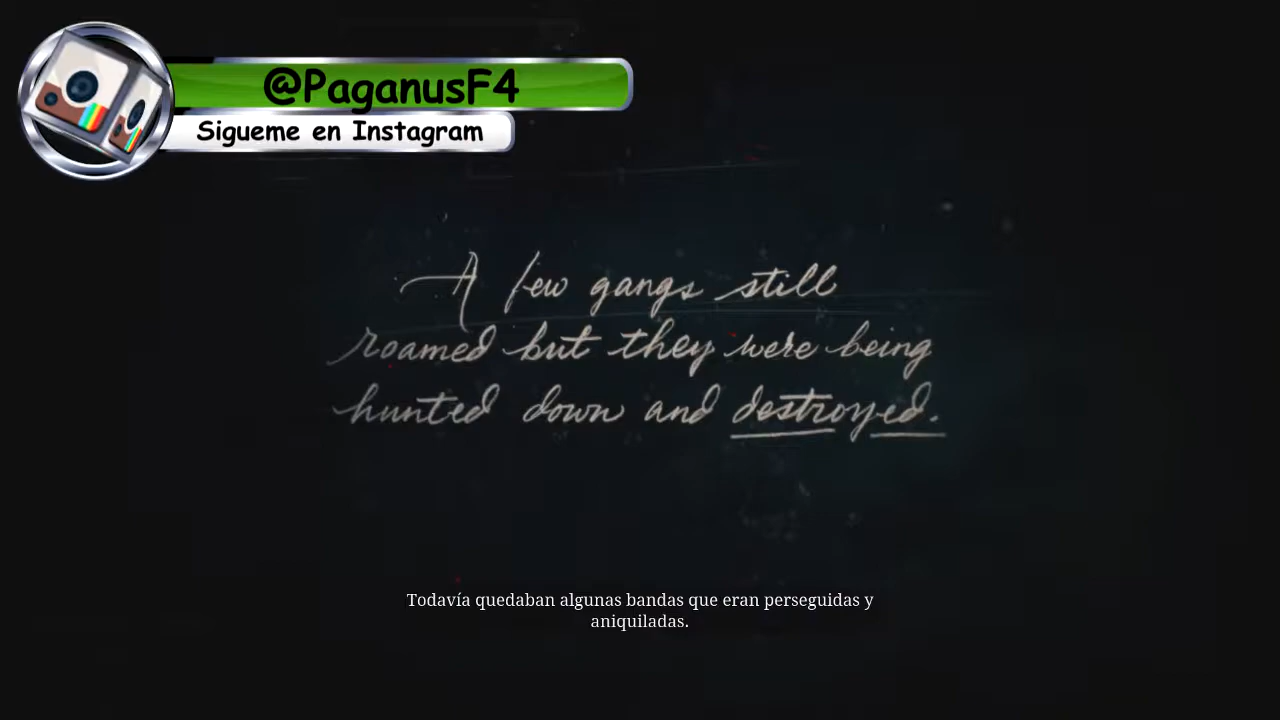 @PaganusF4
Sigueme en Instagram
A few gangs still
roamed but they were being
hunted down and destroyed.
Todavía quedaban algunas bandas que eran perseguidas y
aniquiladas.